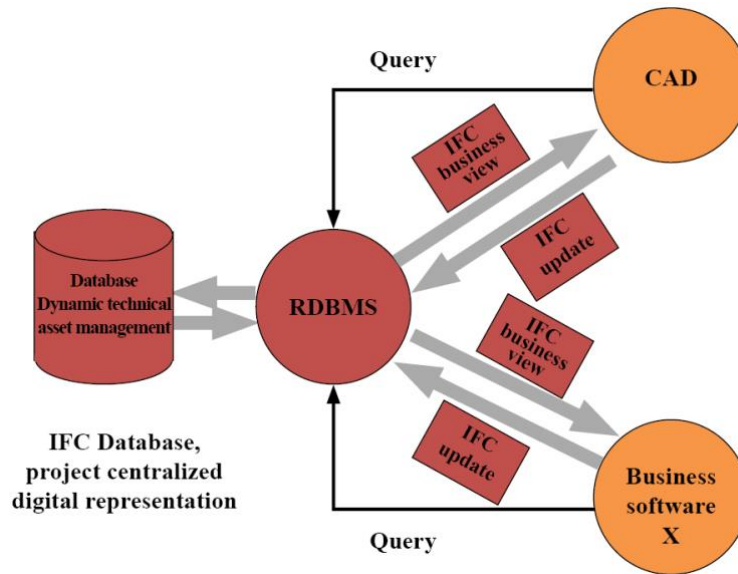 Query
CAD
IFC
business
view
IFC
update
Database
Dynamic technical
asset management
RDBMS
IFC
business
view
IFC
update
IFC Database,
project centralized
digital representation
Business
software
X
Query